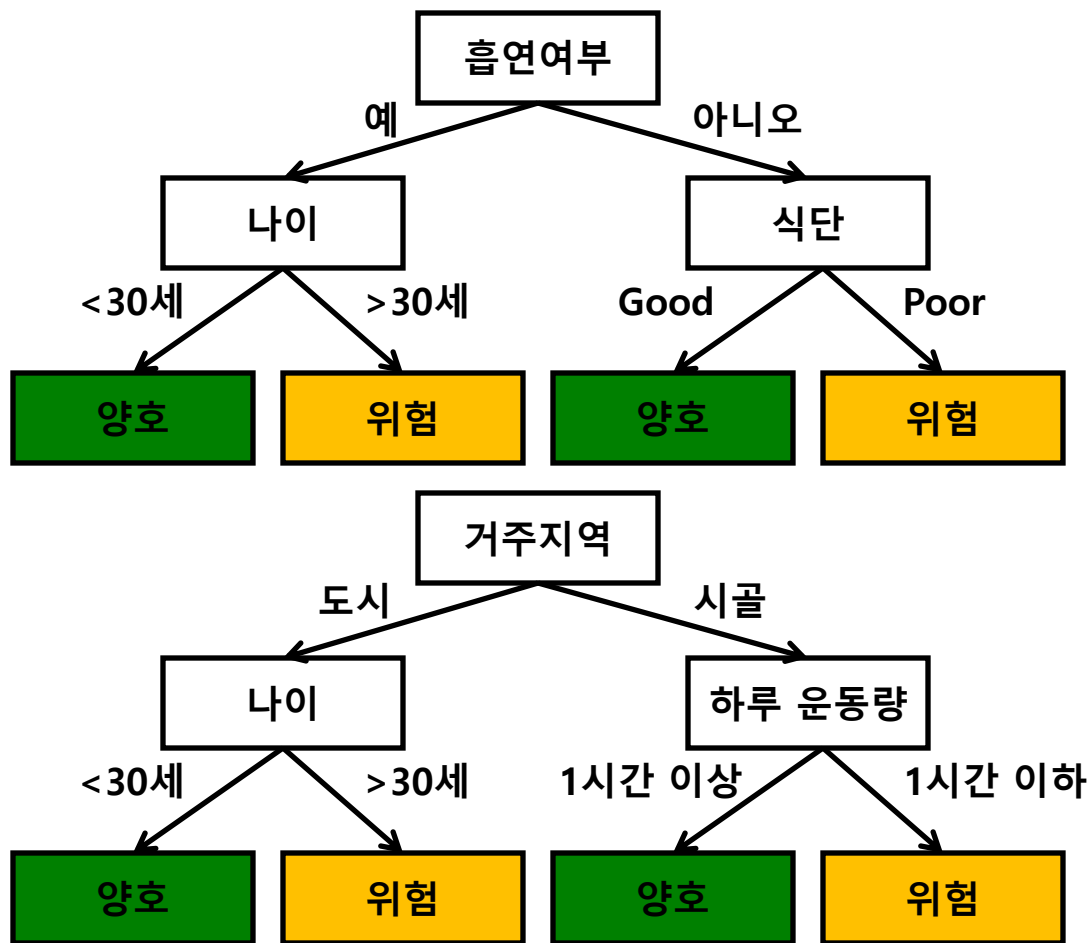 흡연여부
예
아니오
나이
식단
<30세
>30세
Good
Poor
양호
위험
양호
위험
거주지역
도시
시골
나이
하루 운동량
<30세
>30세
1시간 이상
1시간 이하
양호
위험
양호
위험